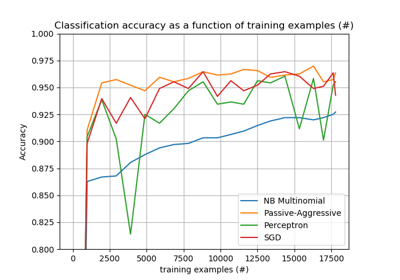 Classification accuracy as a function of training examples (#)
1.000
0.975
0.950
0.925
0.900
0.875
0.850
0.825
0.800
Accuracy
NB Multinomial
Passive-Aggressive
Perceptron
SGD
0 2500 5000 7500 10000 12500 15000 17500
training examples (#)